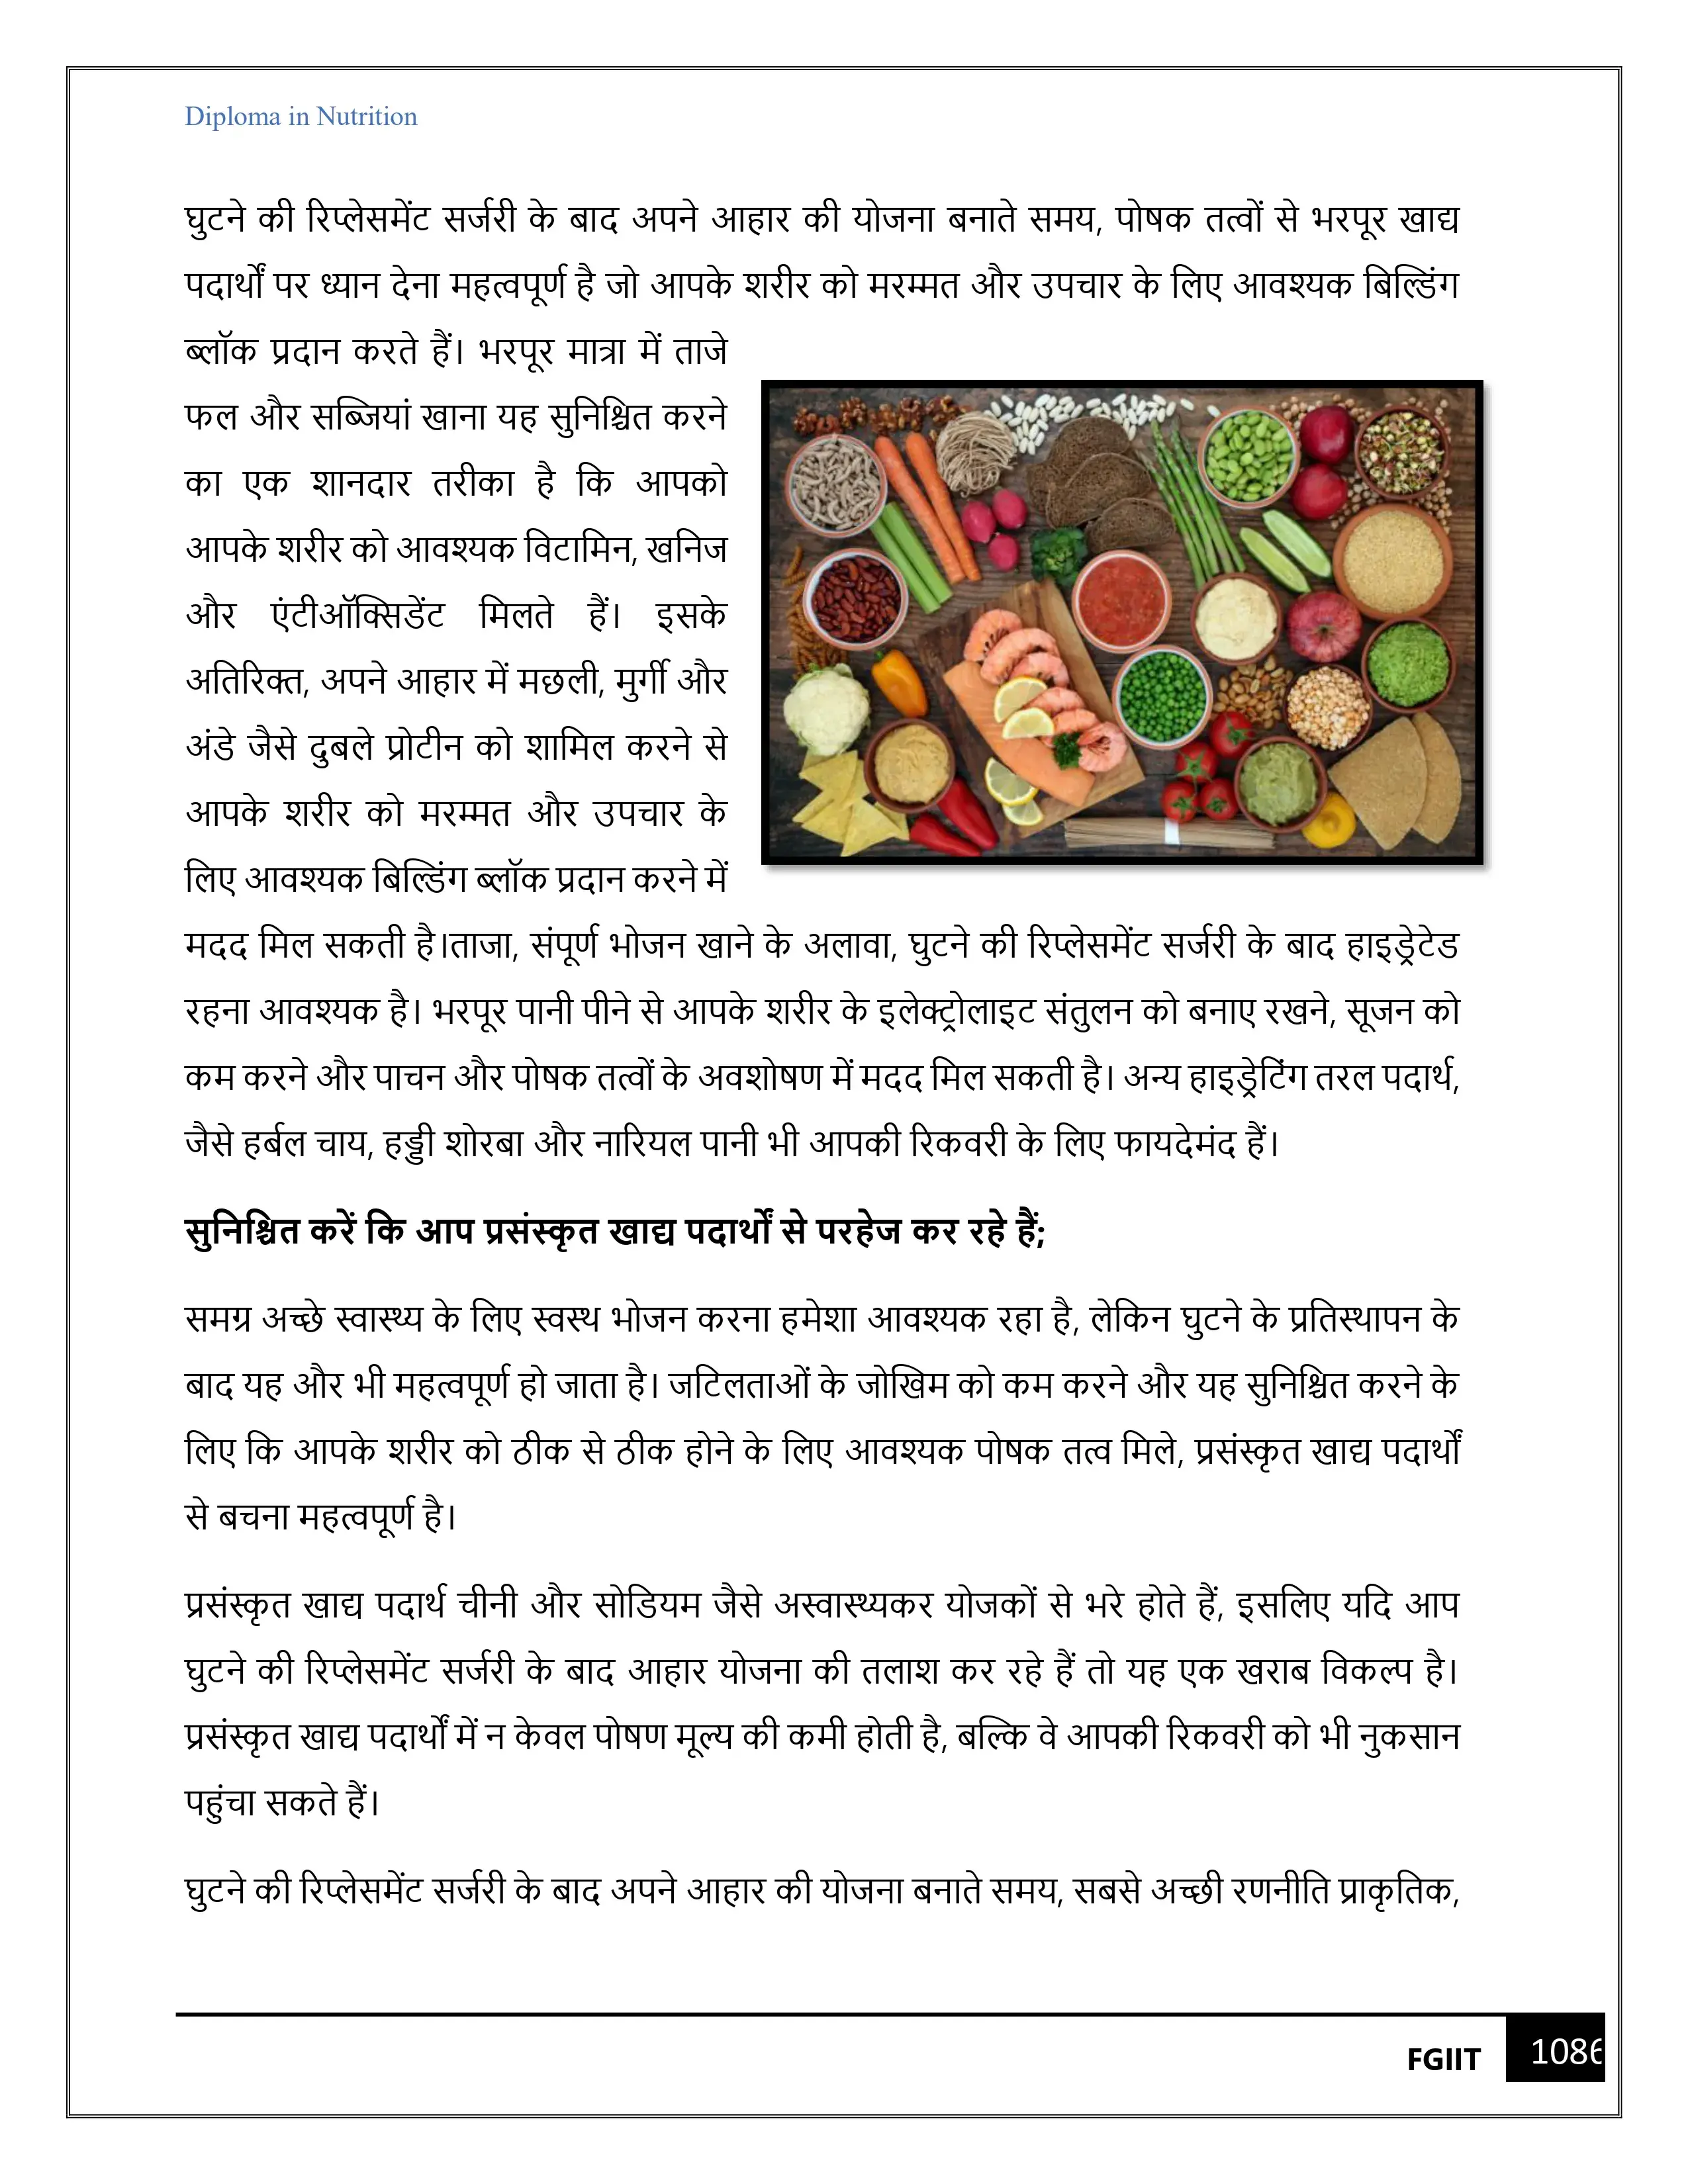 Diploma in Nutrition
घुटने की रिप्लेसमेंट सर्जरी के बाद अपने आहार की योजना बनाते समय, पोषक तत्वों से भरपूर खाद्य
पदार्थों पर ध्यान देना महत्वपूर्ण है जो आपके शरीर को मरम्मत और उपचार के लिए आवश्यक बिल्डिंग
ब्लॉक प्रदान करते हैं। भरपूर मात्रा में ताजे
फल और सब्जियां खाना यह सुनिश्चित करने
का एक शानदार तरीका है कि आपको
आपके शरीर को आवश्यक विटामिन, खनिज
और एंटीऑक्सिडेंट मिलते हैं। इसके
अतिरिक्त, अपने आहार में मछली, मुर्गी और
अंडे जैसे दुबले प्रोटीन को शामिल करने से
आपके शरीर को मरम्मत और उपचार के
लिए आवश्यक बिल्डिंग ब्लॉक प्रदान करने में
मदद मिल सकती है।ताजा, संपूर्ण भोजन खाने के अलावा, घुटने की रिप्लेसमेंट सर्जरी के बाद हाइड्रेटेड
रहना आवश्यक है। भरपूर पानी पीने से आपके शरीर के इलेक्ट्रोलाइट संतुलन को बनाए रखने, सूजन को
कम करने और पाचन और पोषक तत्वों के अवशोषण में मदद मिल सकती है। अन्य हाइड्रेटिंग तरल पदार्थ,
जैसे हर्बल चाय, हड्डी शोरबा और नारियल पानी भी आपकी रिकवरी के लिए फायदेमंद हैं।
सुनिश्चित करें कि आप प्रसंस्कृत खाद्य पदार्थों से परहेज कर रहे हैं;
समग्र अच्छे स्वास्थ्य के लिए स्वस्थ भोजन करना हमेशा आवश्यक रहा है, लेकिन घुटने के प्रतिस्थापन के
बाद यह और भी महत्वपूर्ण हो जाता है। जटिलताओं के जोखिम को कम करने और यह सुनिश्चित करने के
लिए कि आपके शरीर को ठीक से ठीक होने के लिए आवश्यक पोषक तत्व मिले, प्रसंस्कृत खाद्य पदार्थों
से बचना महत्वपूर्ण है।
प्रसंस्कृत खाद्य पदार्थ चीनी और सोडियम जैसे अस्वास्थ्यकर योजकों से भरे होते हैं, इसलिए यदि आप
घुटने की रिप्लेसमेंट सर्जरी के बाद आहार योजना की तलाश कर रहे हैं तो यह एक खराब विकल्प है।
प्रसंस्कृत खाद्य पदार्थों में न केवल पोषण मूल्य की कमी होती है, बल्कि वे आपकी रिकवरी को भी नुकसान
पहुंचा सकते हैं।
घुटने की रिप्लेसमेंट सर्जरी के बाद अपने आहार की योजना बनाते समय, सबसे अच्छी रणनीति प्राकृतिक,
FGIIT 1086